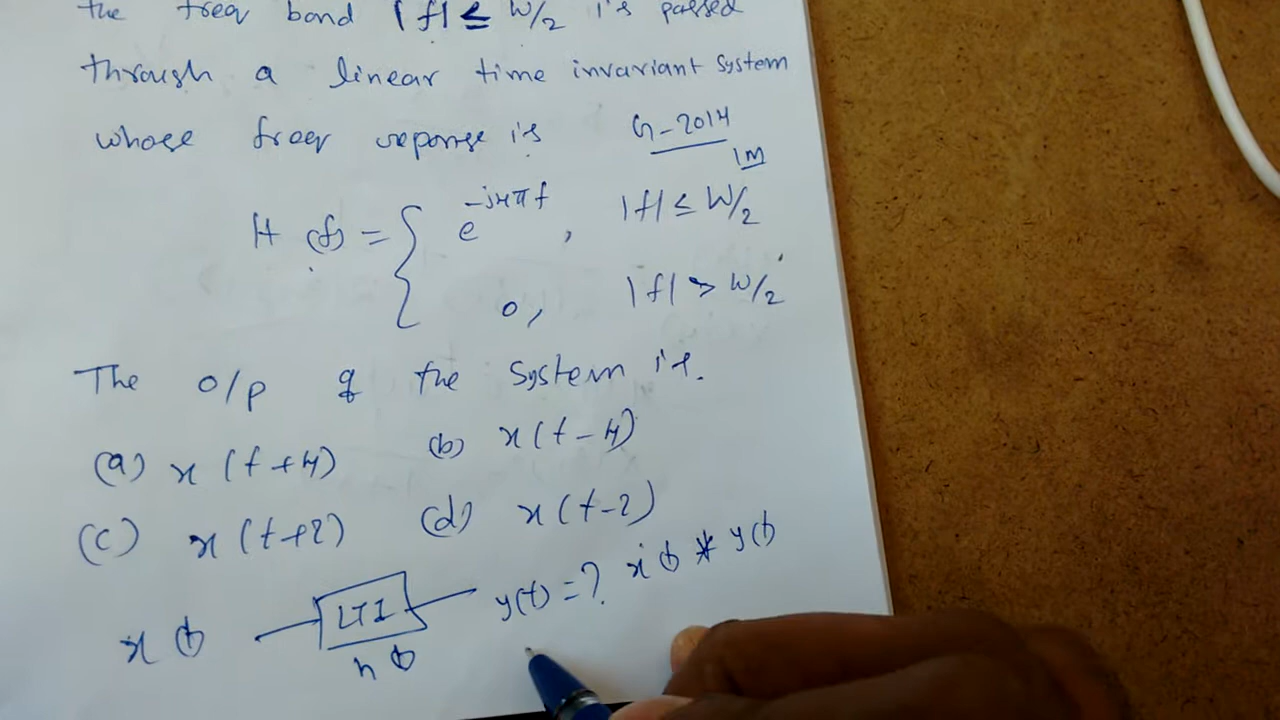 the freq band |f| ≤ W/2 is passed
through a linear time invariant system
whose freq reponse is G-2014
1M
H(f) = { e^{-j4πf}, |f| ≤ W/2
0, |f| > W/2
The o/p of the system is.
(a) x(t+4) (b) x(t-4)
(c) x(t+2) (d) x(t-2)
x(t) LTI y(t) = ? x(t) * y(t)
h(t)